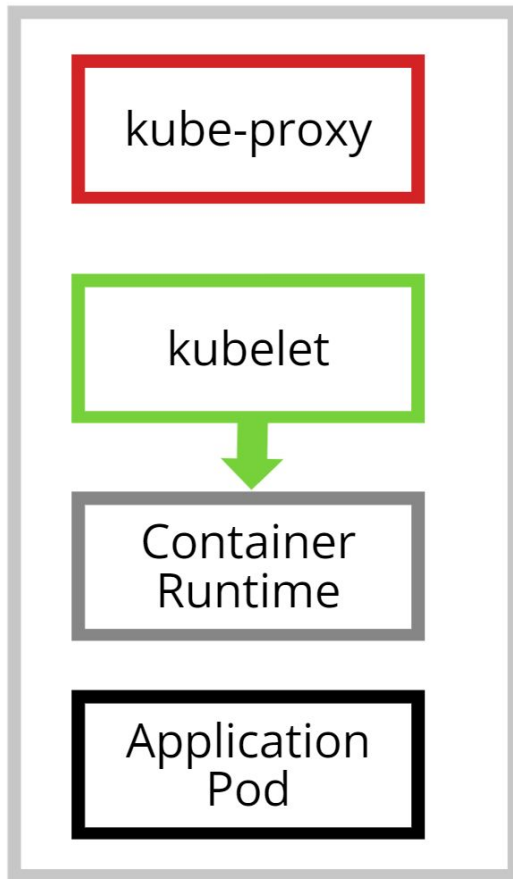 kube-proxy
kubelet
Container
Runtime
Application
Pod